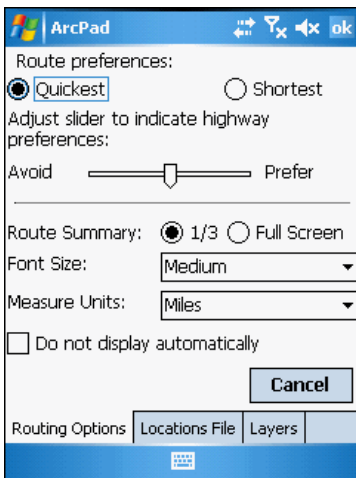 ArcPad ok
Route preferences:
Quickest Shortest
Adjust slider to indicate highway
preferences:
Avoid Prefer
Route Summary: 1/3 Full Screen
Font Size: Medium
Measure Units: Miles
Do not display automatically
Cancel
Routing Options Locations File Layers